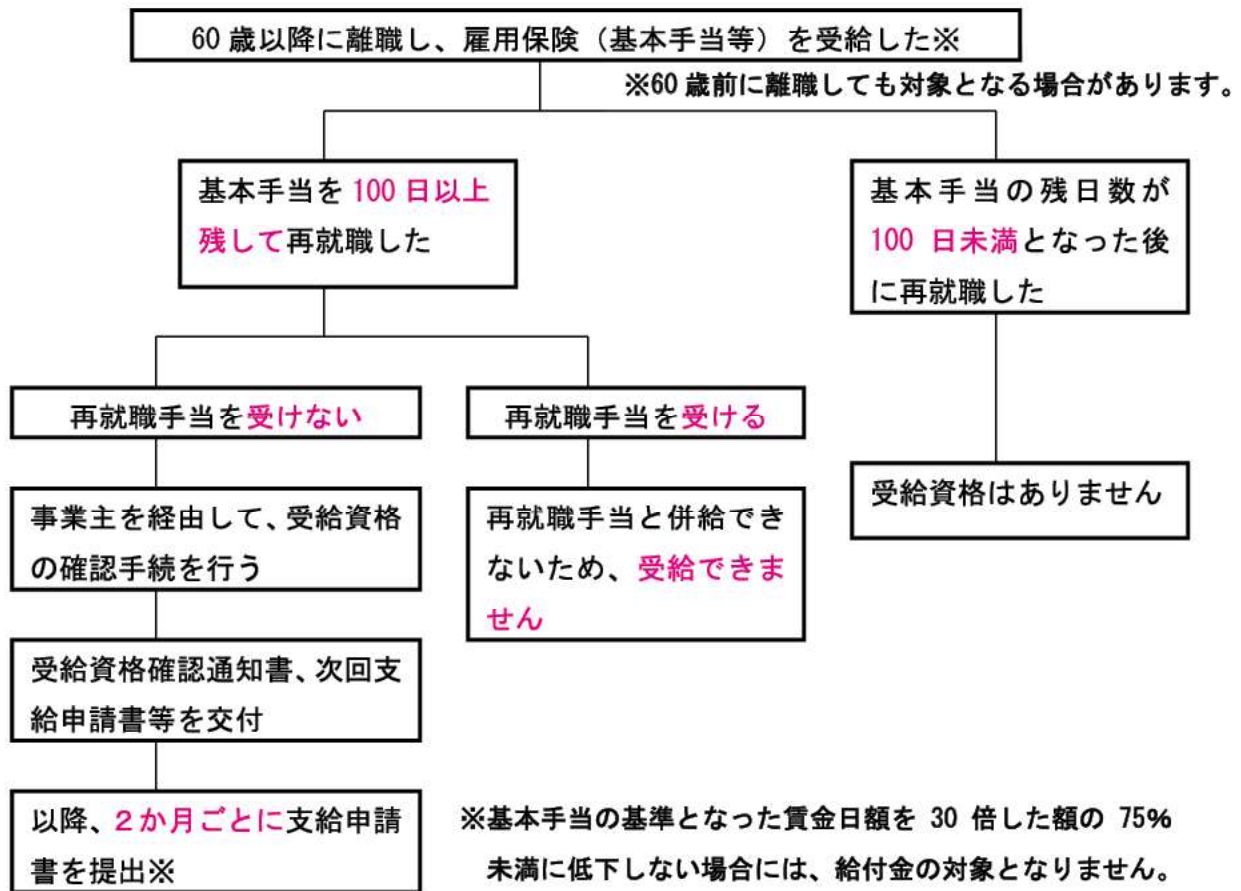 60歳以降に離職し、雇用保険（基本手当等）を受給した※
※60歳前に離職しても対象となる場合があります。
基本手当を100日以上
残して再就職した
基本手当の残日数が
100日未満となった後
に再就職した
再就職手当を受けない
再就職手当を受ける
事業主を経由して、受給資格
の確認手続を行う
再就職手当と併給でき
ないため、受給できま
せん
受給資格はありません
受給資格確認通知書、次回支
給申請書等を交付
以降、２か月ごとに支給申請
書を提出※
※基本手当の基準となった賃金日額を 30 倍した額の 75%
未満に低下しない場合には、給付金の対象となりません。